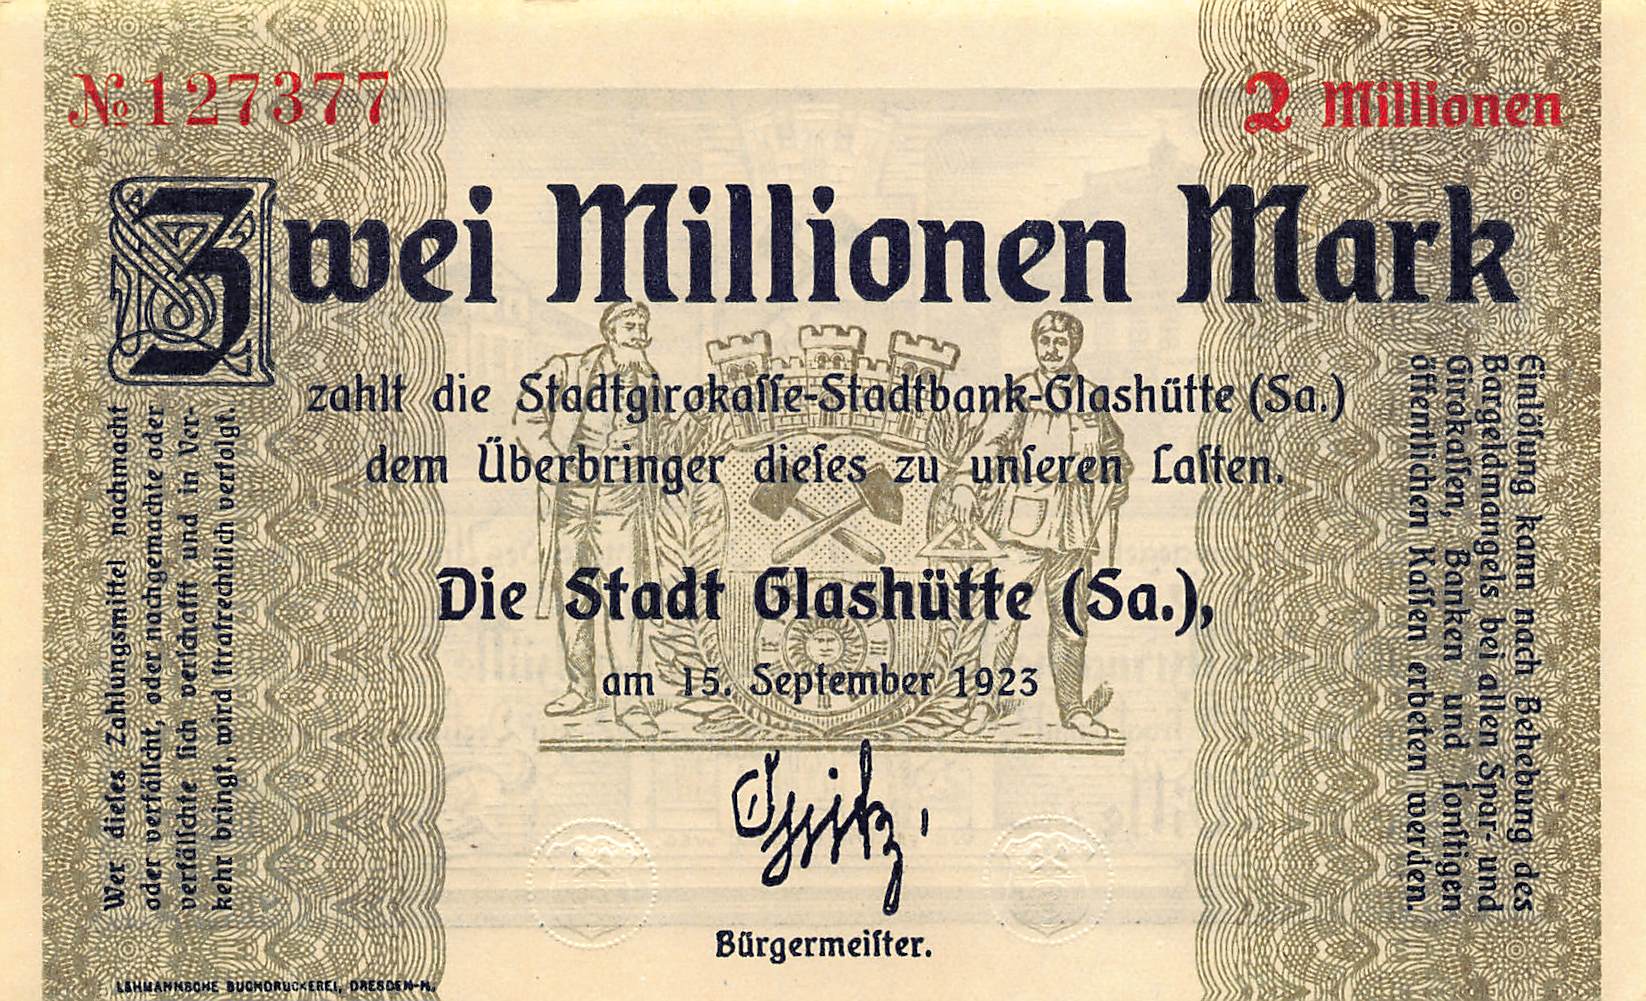 № 127377
2 Millionen
Zwei Millionen Mark
zahlt die Stadtgirokaſſe-Stadtbank-Glashütte (Sa.)
dem Überbringer dieſes zu unſeren Laſten.
Die Stadt Glashütte (Sa.),
am 15. September 1923
Bürgermeiſter.
Wer dieſes Zahlungsmittel nachmacht
oder verfälſcht, oder nachgemachte oder
verfälſchte ſich verſchafft und in Ver-
kehr bringt, wird ſtrafrechtlich verfolgt.
Einlöſung kann nach Behebung des
Bargeldmangels bei allen Spar- und
Girokaſſen, Banken und ſonſtigen
öffentlichen Kaſſen erbeten werden.
LEHMANNSCHE BUCHDRUCKEREI, DRESDEN-N.